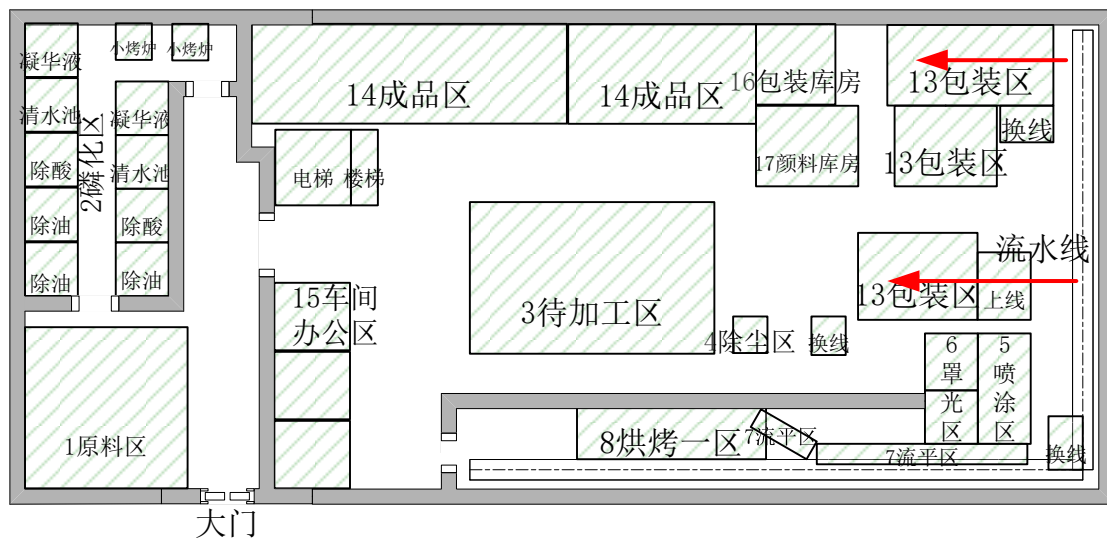 凝华液
清水池
除酸
除油
除油
2磷化区
小烤炉
小烤炉
凝华液
清水池
除酸
除油
1原料区
大门
14成品区
14成品区
16包装库房
17颜料库房
13包装区
13包装区
换线
电梯
楼梯
15车间
办公区
3待加工区
4除尘区
换线
流水线
13包装区
上线
6
罩
光
区
5
喷
涂
区
8烘烤一区
7流平区
7流平区
换线